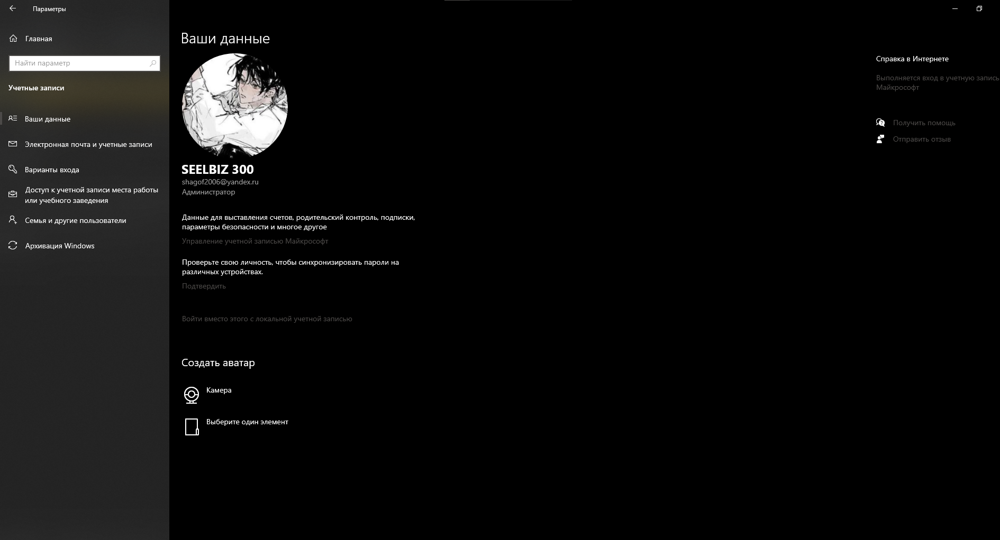 Параметры
Главная
Найти параметр
Учетные записи
Ваши данные
Электронная почта и учетные записи
Варианты входа
Доступ к учетной записи места работы
или учебного заведения
Семья и другие пользователи
Архивация Windows
Ваши данные
SEELBIZ 300
shagof2006@yandex.ru
Администратор
Данные для выставления счетов, родительский контроль, подписки,
параметры безопасности и многое другое
Управление учетной записью Майкрософт
Проверьте свою личность, чтобы синхронизировать пароли на
различных устройствах.
Подтвердить
Войти вместо этого с локальной учетной записью
Создать аватар
Камера
Выберите один элемент
Справка в Интернете
Выполняется вход в учетную запись
Майкрософт
Получить помощь
Отправить отзыв